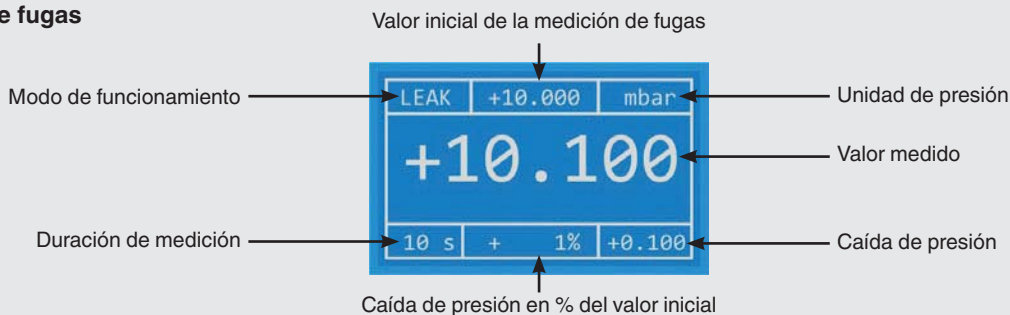 e fugas
Valor inicial de la medición de fugas
Modo de funcionamiento
LEAK +10.000 mbar
Unidad de presión
+10.100
Valor medido
Duración de medición
10 s + 1% +0.100
Caída de presión
Caída de presión en % del valor inicial